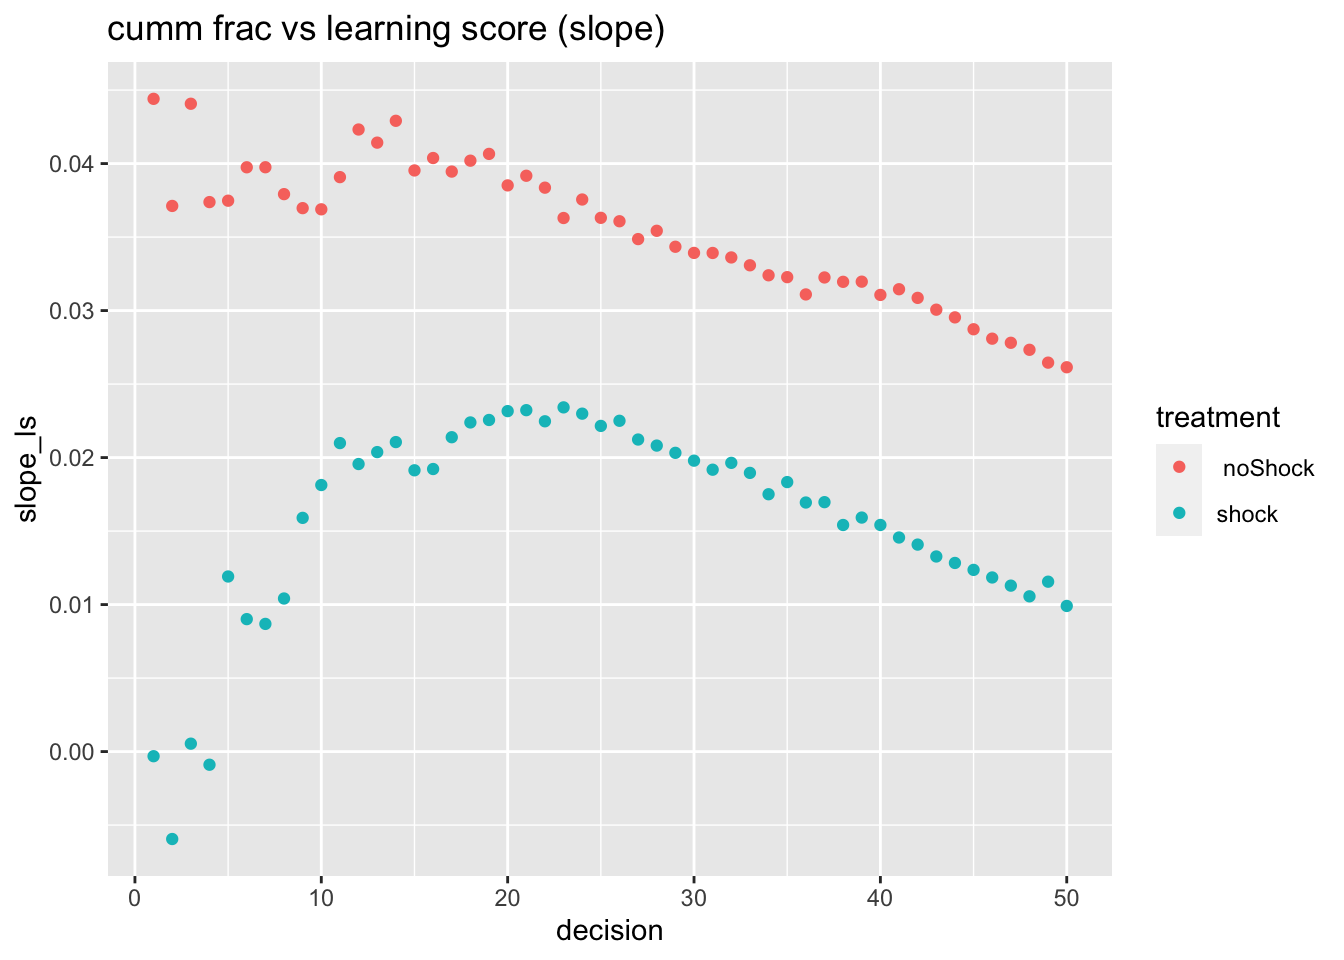 cumm frac vs learning score (slope)
slope_ls
0.04
0.03
0.02
0.01
0.00
0 10 20 30 40 50
decision
treatment
noShock
shock